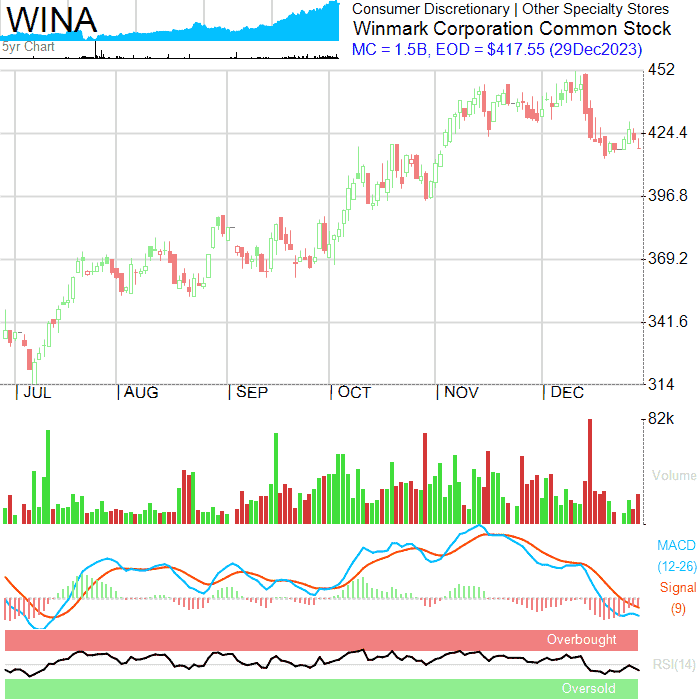 WINA
5yr Chart
Consumer Discretionary | Other Specialty Stores
Winmark Corporation Common Stock
MC = 1.5B, EOD = $417.55 (29Dec2023)
452
424.4
396.8
369.2
341.6
314
|JUL |AUG |SEP |OCT |NOV |DEC
82k
Volume
MACD
(12-26)
Signal
(9)
Overbought
RSI(14)
Oversold